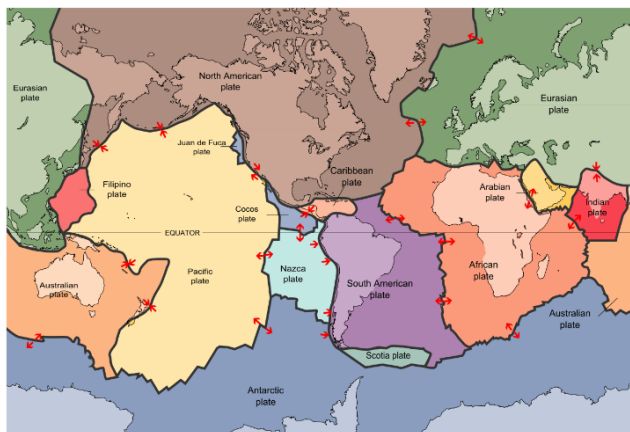 North American
plate
Eurasian
plate
Eurasian
plate
Juan de Fuca
plate
Caribbean
plate
Filipino
plate
Arabian
plate
Indian
plate
Cocos
plate
EQUATOR
Australian
plate
Pacific
plate
Nazca
plate
South American
plate
African
plate
Australian
plate
Scotia plate
Antarctic
plate